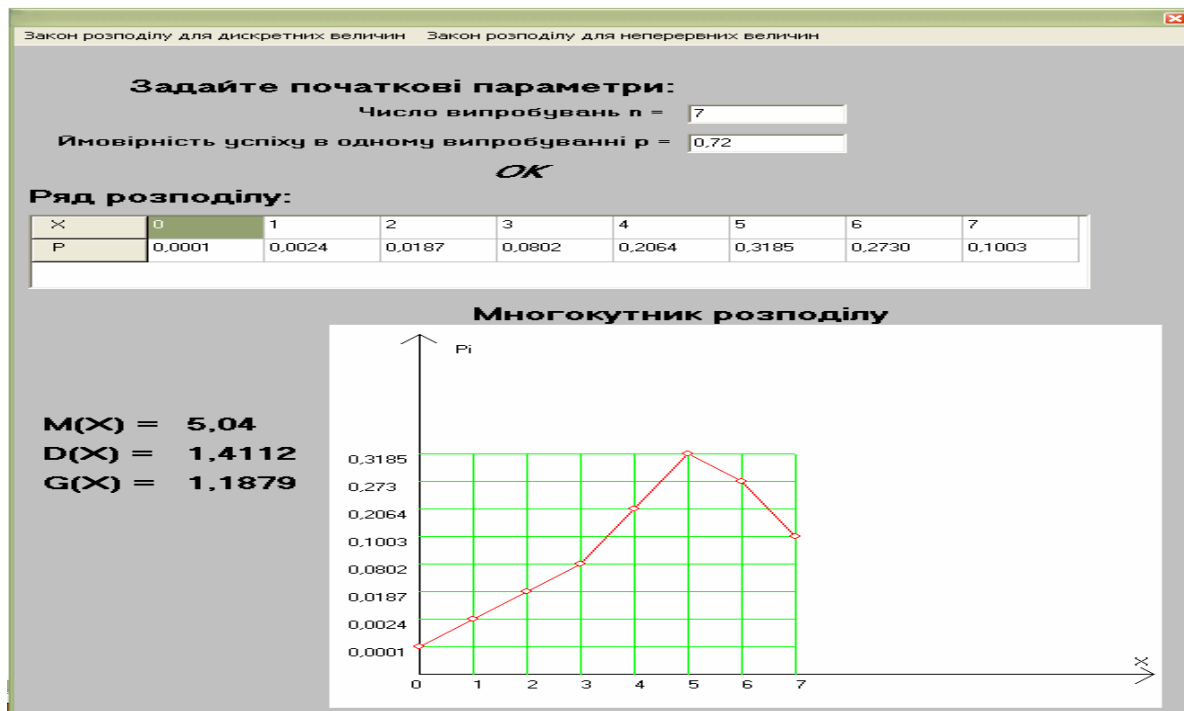 Закон розподілу для дискретних величин Закон розподілу для неперервних величин
Задайте початкові параметри:
Число випробувань n = 7
Ймовірність успіху в одному випробуванні p = 0,72
OK
Ряд розподілу:
X 0 1 2 3 4 5 6 7
P 0,0001 0,0024 0,0187 0,0802 0,2064 0,3185 0,2730 0,1003
Многокутник розподілу
Pi
M(X) = 5,04
D(X) = 1,4112
G(X) = 1,1879
0,3185
0,273
0,2064
0,1003
0,0802
0,0187
0,0024
0,0001
X
0 1 2 3 4 5 6 7